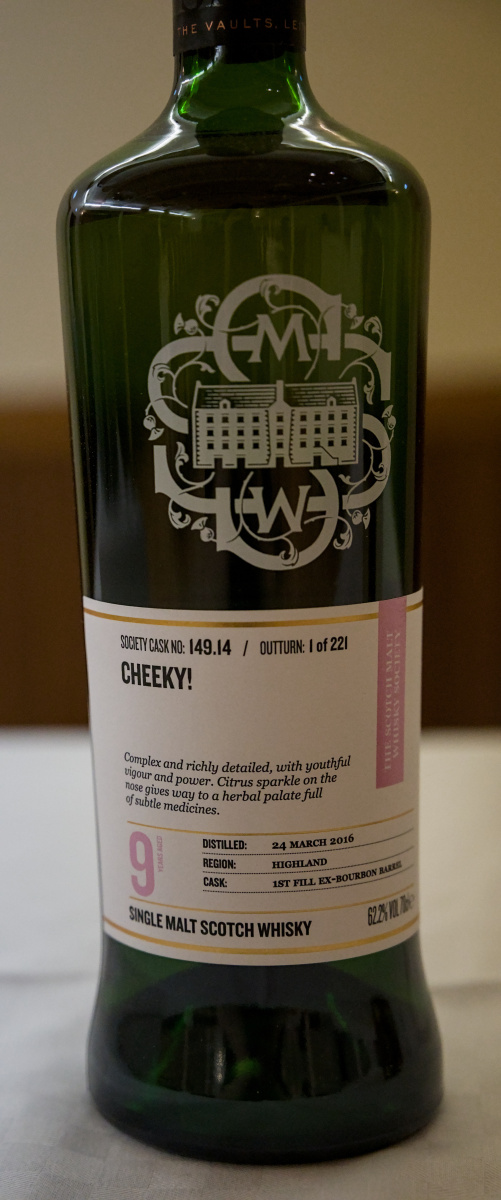 THE VAULTS, LE
M
W
SOCIETY CASK NO: 149.14 / OUTTURN: 1 of 221
CHEEKY!
THE SCOTCH MALT
WHISKY SOCIETY
Complex and richly detailed, with youthful
vigour and power. Citrus sparkle on the
nose gives way to a herbal palate full
of subtle medicines.
9
YEARS AGED
DISTILLED: 24 MARCH 2016
REGION: HIGHLAND
CASK: 1ST FILL EX-BOURBON BARREL
SINGLE MALT SCOTCH WHISKY
62.2% VOL 70cl